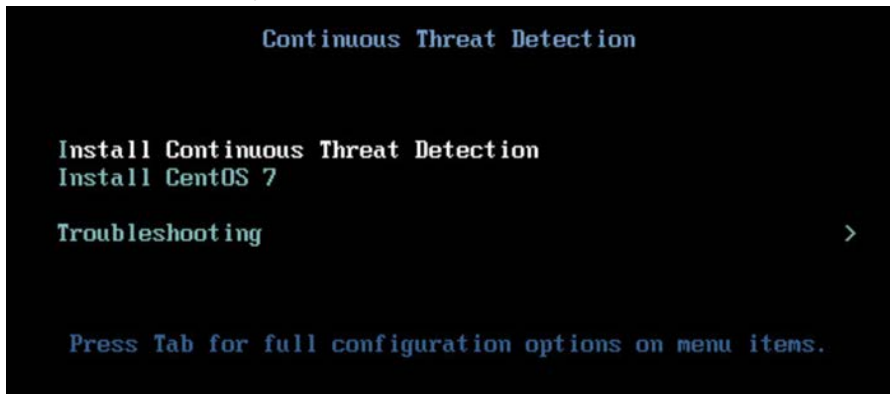 Continuous Threat Detection
Install Continuous Threat Detection
Install CentOS 7
Troubleshooting >
Press Tab for full configuration options on menu items.